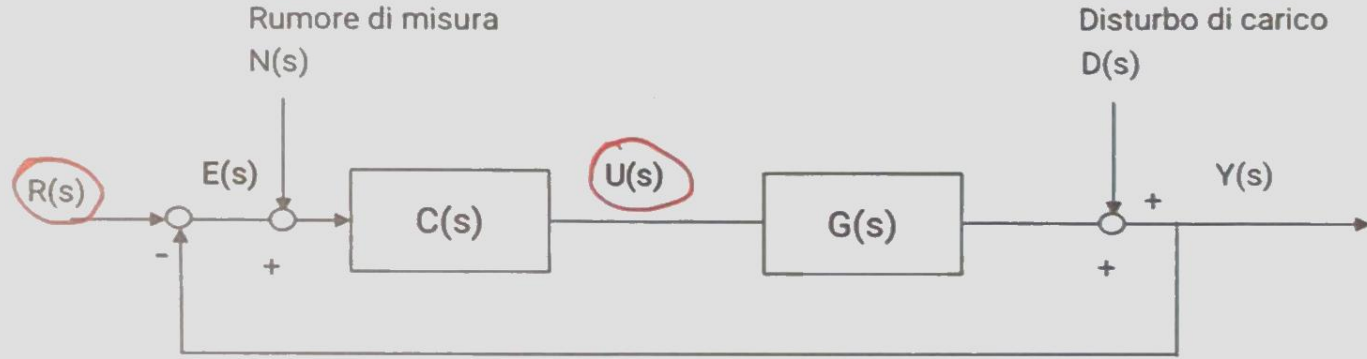 Rumore di misura
N(s)
Disturbo di carico
D(s)
R(s)
E(s)
U(s)
Y(s)
C(s)
G(s)
+
-
+
+